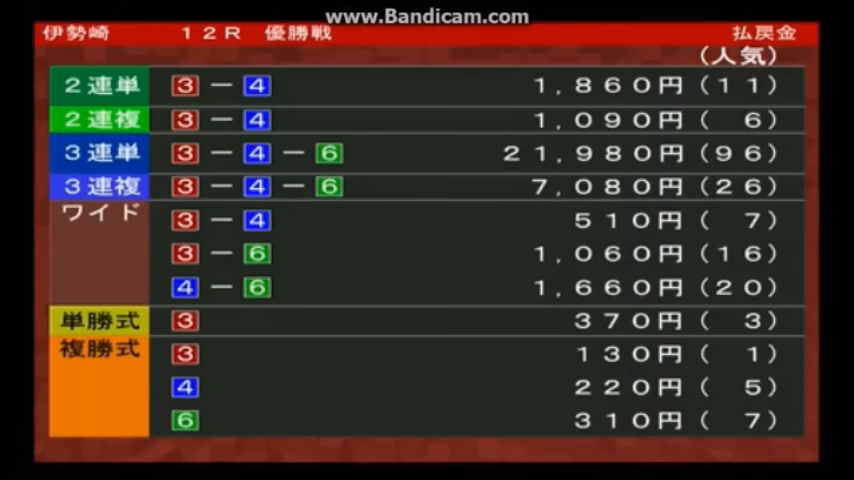 www.Bandicam.com
伊勢崎 12R 優勝戦 払戻金
(人気)
2連単 3-4 1,860円(11)
2連複 3-4 1,090円( 6)
3連単 3-4-6 21,980円(96)
3連複 3-4-6 7,080円(26)
ワイド 3-4 510円( 7)
3-6 1,060円(16)
4-6 1,660円(20)
単勝式 3 370円( 3)
複勝式 3 130円( 1)
4 220円( 5)
6 310円( 7)